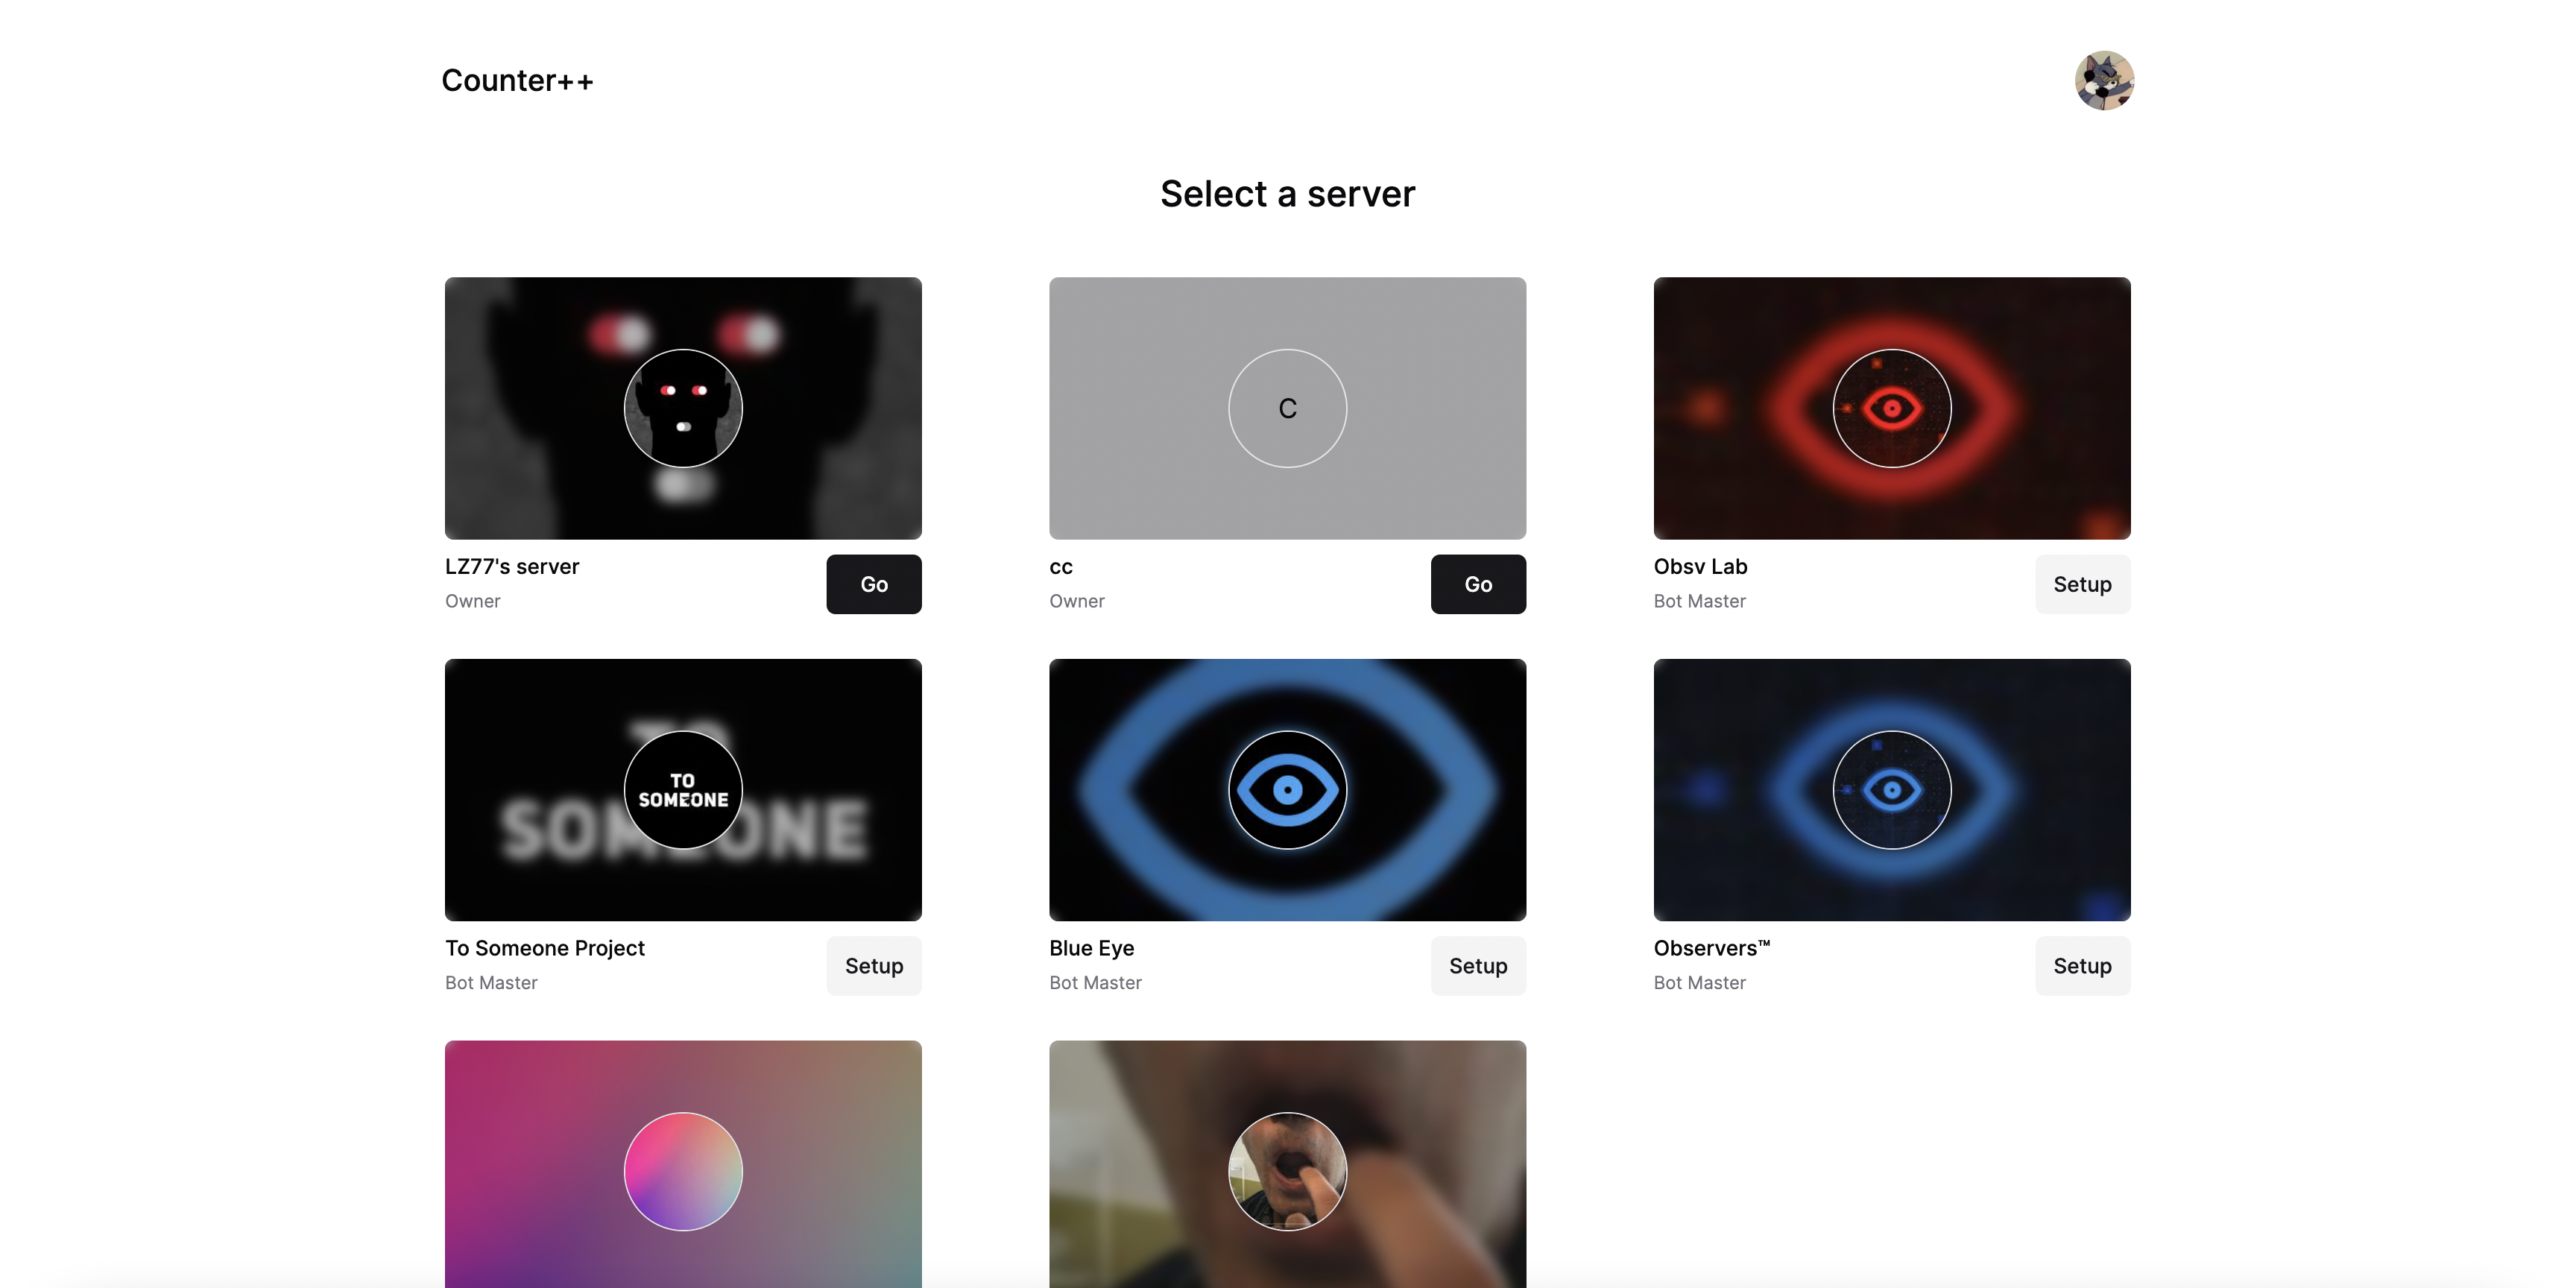 Counter++
Select a server
C
LZ77's server
Owner
Go
cc
Owner
Go
Obsv Lab
Bot Master
Setup
TO
SOMEONE
TO
SOMEONE
To Someone Project
Bot Master
Setup
Blue Eye
Bot Master
Setup
Observers™
Bot Master
Setup